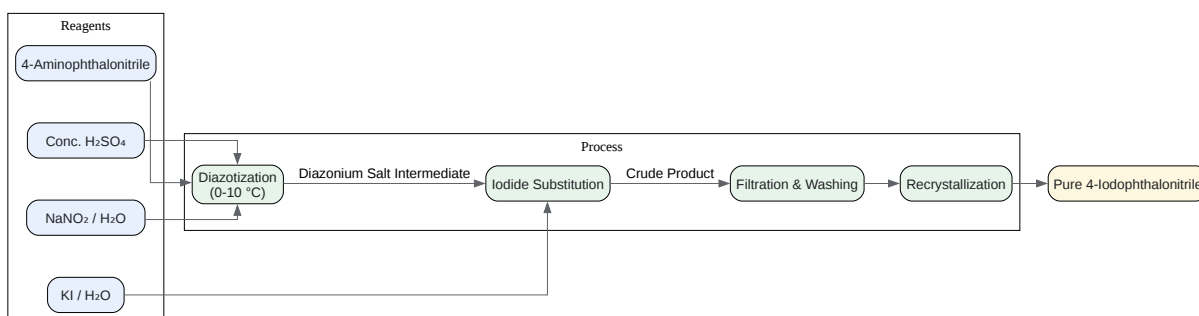 Reagents
4-Aminophthalonitrile
Conc. H₂SO₄
NaNO₂ / H₂O
KI / H₂O
Process
Diazotization
(0-10 °C)
Diazonium Salt Intermediate
Iodide Substitution
Crude Product
Filtration & Washing
Recrystallization
Pure 4-Iodophthalonitrile